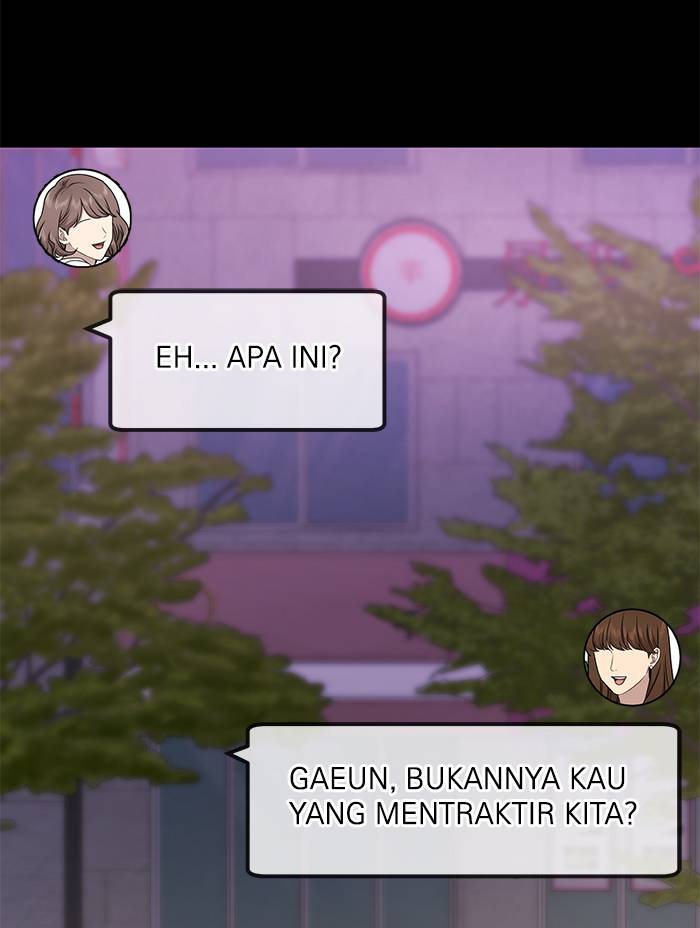 EH... APA INI?
GAEUN, BUKANNYA KAU
YANG MENTRAKTIR KITA?